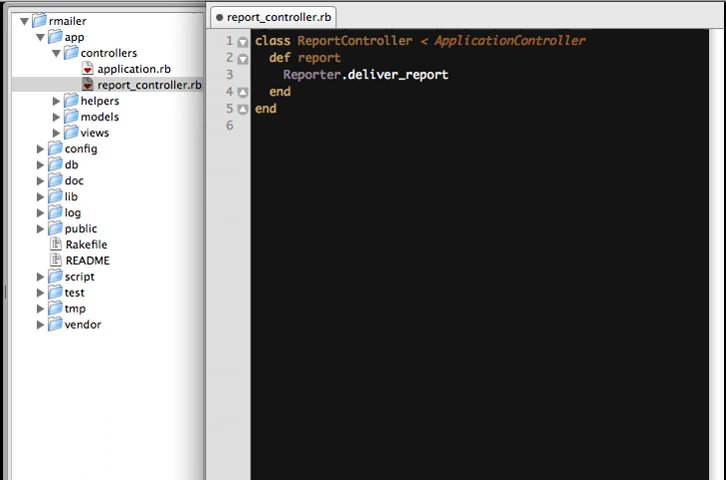 rmailer
app
controllers
application.rb
report_controller.rb
helpers
models
views
config
db
doc
lib
log
public
Rakefile
README
script
test
tmp
vendor
report_controller.rb
1 class ReportController < ApplicationController
2 def report
3 Reporter.deliver_report
4 end
5 end
6